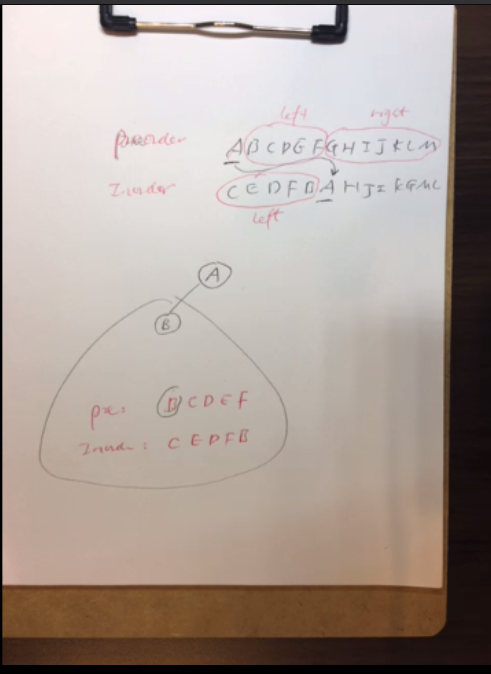 left right
Preorder A B C D E F G H I J K L M
Inorder C E D F B A H J I K G M L
left
A
B
Pre: B C D E F
Inorder: C E D F B